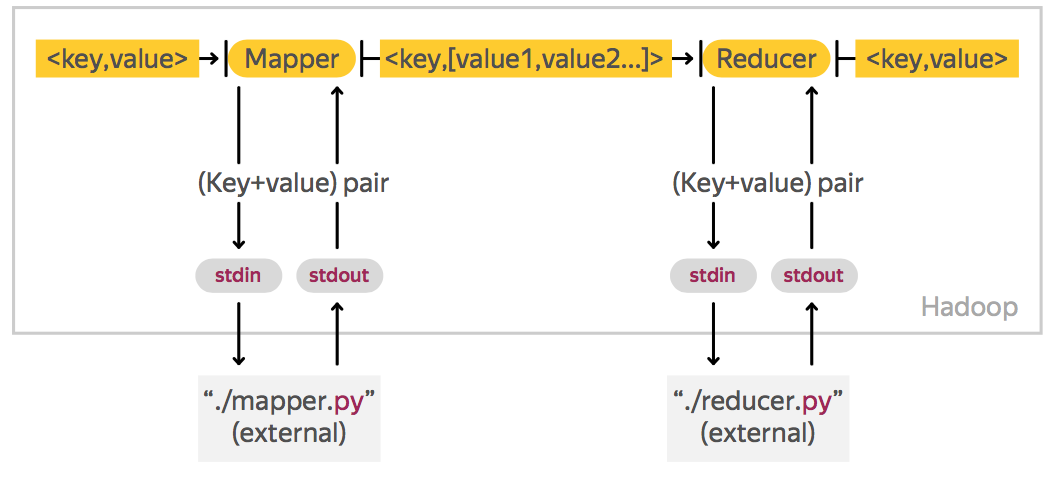 <key,value> Mapper <key,[value1,value2...]> Reducer <key,value>
(Key+value) pair (Key+value) pair
stdin stdout stdin stdout
Hadoop
“./mapper.py” “./reducer.py”
(external) (external)